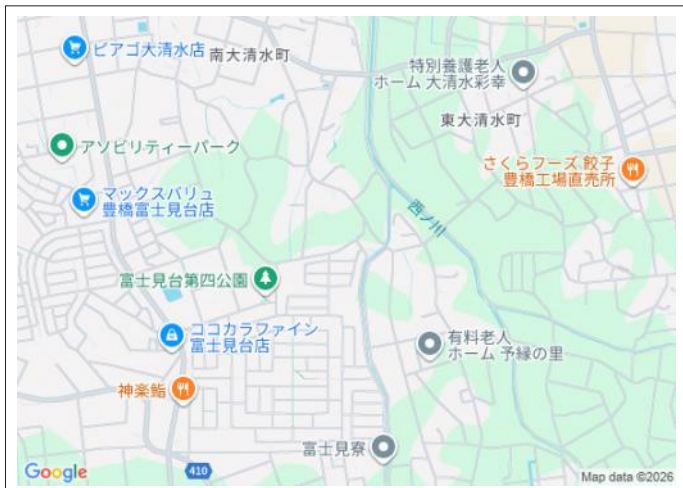 ピアゴ大清水店
南大清水町
特別養護老人
ホーム 大清水彩幸
東大清水町
アソビリティーパーク
さくらフーズ 餃子
豊橋工場直売所
マックスバリュ
豊橋富士見台店
西ノ川
富士見台第四公園
ココカラファイン
富士見台店
有料老人
ホーム 予縁の里
神楽鮨
富士見寮
410
Google
Map data ©2026